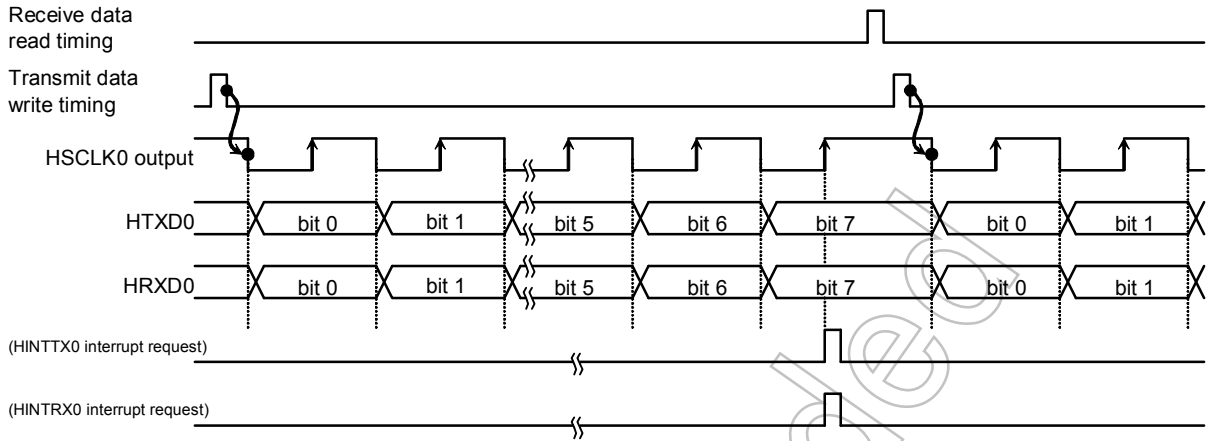 Receive data
read timing
Transmit data
write timing
HSCLK0 output
HTXD0 bit 0 bit 1 bit 5 bit 6 bit 7 bit 0 bit 1
HRXD0 bit 0 bit 1 bit 5 bit 6 bit 7 bit 0 bit 1
(HINTTX0 interrupt request)
(HINTRX0 interrupt request)